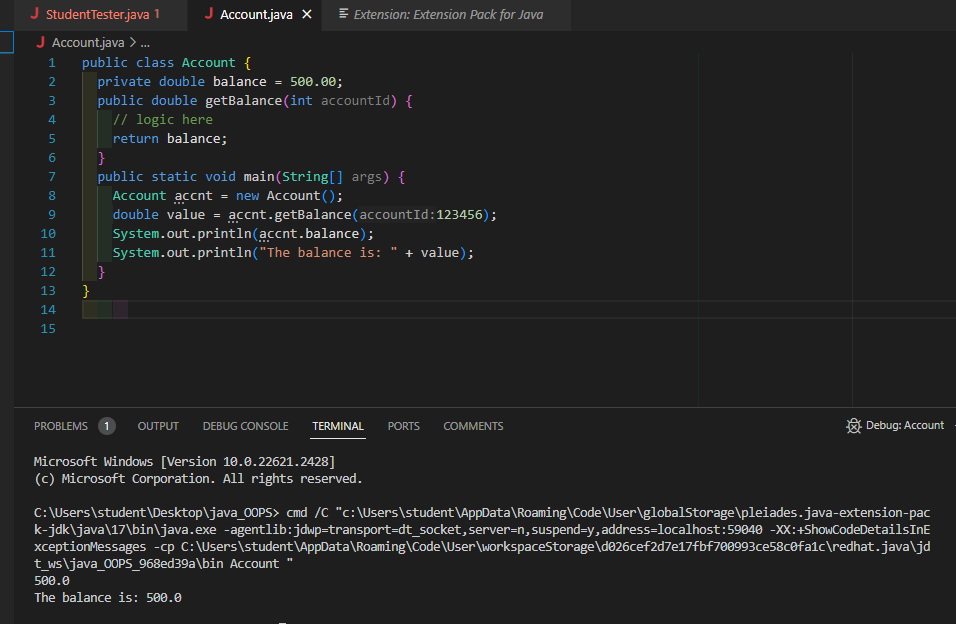 J StudentTester.java 1
J Account.java ×
Extension: Extension Pack for Java
J Account.java > ...
1 public class Account {
2 private double balance = 500.00;
3 public double getBalance(int accountId) {
4 // logic here
5 return balance;
6 }
7 public static void main(String[] args) {
8 Account accnt = new Account();
9 double value = accnt.getBalance(accountId:123456);
10 System.out.println(accnt.balance);
11 System.out.println("The balance is: " + value);
12 }
13 }
14
15
PROBLEMS 1 OUTPUT DEBUG CONSOLE TERMINAL PORTS COMMENTS Debug: Account
Microsoft Windows [Version 10.0.22621.2428]
(c) Microsoft Corporation. All rights reserved.
C:\Users\student\Desktop\java_OOPS> cmd /C "c:\Users\student\AppData\Roaming\Code\User\globalStorage\pleiades.java-extension-pac
k-jdk\java\17\bin\java.exe -agentlib:jdwp=transport=dt_socket,server=n,suspend=y,address=localhost:59040 -XX:+ShowCodeDetailsInE
xceptionMessages -cp C:\Users\student\AppData\Roaming\Code\User\workspaceStorage\d026cef2d7e17fbf700993ce58c0fa1c\redhat.java\jd
t_ws\java_OOPS_968ed39a\bin Account "
500.0
The balance is: 500.0